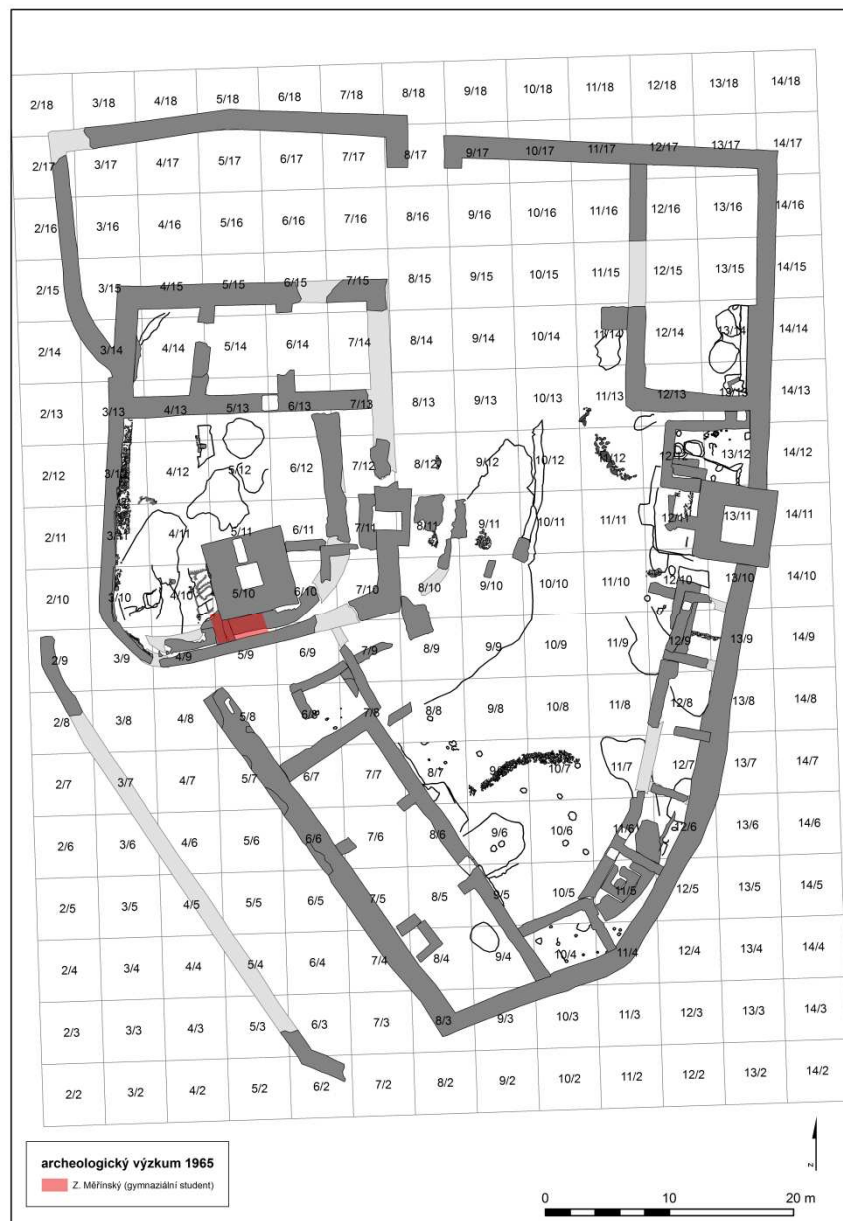 2/18 3/18 4/18 5/18 6/18 7/18 8/18 9/18 10/18 11/18 12/18 13/18 14/18
2/17 3/17 4/17 5/17 6/17 7/17 8/17 9/17 10/17 11/17 12/17 13/17 14/17
2/16 3/16 4/16 5/16 6/16 7/16 8/16 9/16 10/16 11/16 12/16 13/16 14/16
2/15 3/15 4/15 5/15 6/15 7/15 8/15 9/15 10/15 11/15 12/15 13/15 14/15
2/14 3/14 4/14 5/14 6/14 7/14 8/14 9/14 10/14 11/14 12/14 13/14 14/14
2/13 3/13 4/13 5/13 6/13 7/13 8/13 9/13 10/13 11/13 12/13 13/13 14/13
2/12 3/12 4/12 5/12 6/12 7/12 8/12 9/12 10/12 11/12 12/12 13/12 14/12
2/11 3/11 4/11 5/11 6/11 7/11 8/11 9/11 10/11 11/11 12/11 13/11 14/11
2/10 3/10 4/10 5/10 6/10 7/10 8/10 9/10 10/10 11/10 12/10 13/10 14/10
2/9 3/9 4/9 5/9 6/9 7/9 8/9 9/9 10/9 11/9 12/9 13/9 14/9
2/8 3/8 4/8 5/8 6/8 7/8 8/8 9/8 10/8 11/8 12/8 13/8 14/8
2/7 3/7 4/7 5/7 6/7 7/7 8/7 9/7 10/7 11/7 12/7 13/7 14/7
2/6 3/6 4/6 5/6 6/6 7/6 8/6 9/6 10/6 11/6 12/6 13/6 14/6
2/5 3/5 4/5 5/5 6/5 7/5 8/5 9/5 10/5 11/5 12/5 13/5 14/5
2/4 3/4 4/4 5/4 6/4 7/4 8/4 9/4 10/4 11/4 12/4 13/4 14/4
2/3 3/3 4/3 5/3 6/3 7/3 8/3 9/3 10/3 11/3 12/3 13/3 14/3
2/2 3/2 4/2 5/2 6/2 7/2 8/2 9/2 10/2 11/2 12/2 13/2 14/2
archeologický výzkum 1965
Z. Měřínský (gymnaziální student)
0 10 20 m